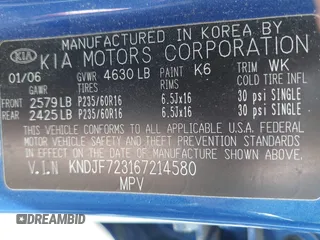 MANUFACTURED IN KOREA BY
KIA KIA MOTORS CORPORATION
01/06 GVWR 4630 LB PAINT K6 TRIM WK
GAWR TIRES RIMS COLD TIRE INFLATION
FRONT 2579 LB P235/60R16 6.5Jx16 30 psi SINGLE
REAR 2425 LB P235/60R16 6.5Jx16 30 psi SINGLE
THIS VEHICLE CONFORMS TO ALL APPLICABLE U.S.A. FEDERAL
MOTOR VEHICLE SAFETY, BUMPER, AND
THEFT PREVENTION STANDARDS IN EFFECT ON THE
DATE OF MANUFACTURE SHOWN ABOVE.
V.I.N KNDJF723167214580
MPV
DREAMBID